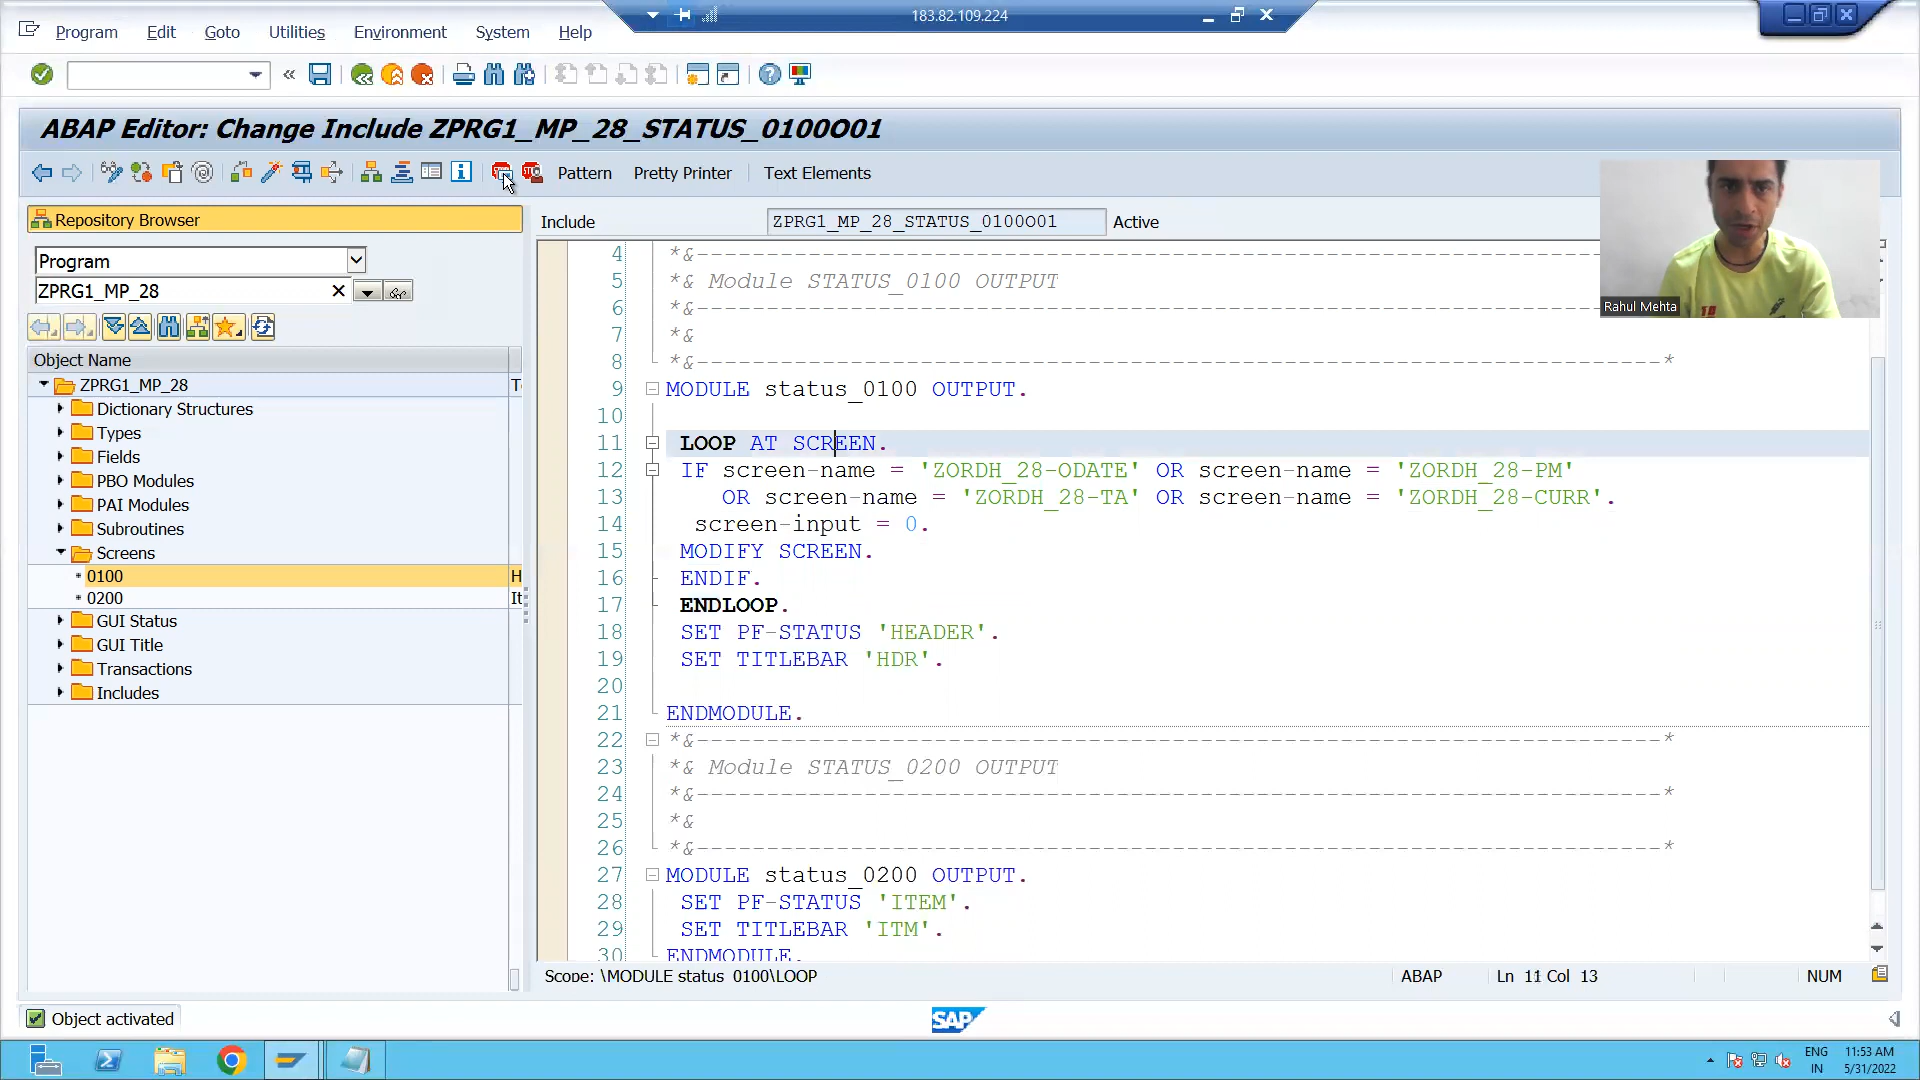 183.82.109.224
Program Edit Goto Utilities Environment System Help
ABAP Editor: Change Include ZPRG1_MP_28_STATUS_0100O01
Pattern Pretty Printer Text Elements
Repository Browser
Include ZPRG1_MP_28_STATUS_0100O01 Active
Program
ZPRG1_MP_28
Object Name
ZPRG1_MP_28
Dictionary Structures
Types
Fields
PBO Modules
PAI Modules
Subroutines
Screens
0100 H
0200 It
GUI Status
GUI Title
Transactions
Includes
4 *&---------------------------------------------------------------------
5 *& Module STATUS_0100 OUTPUT
6 *&---------------------------------------------------------------------
7 *&
8 *&---------------------------------------------------------------------*
9 MODULE status_0100 OUTPUT.
10
11 LOOP AT SCREEN.
12 IF screen-name = 'ZORDH_28-ODATE' OR screen-name = 'ZORDH_28-PM'
13 OR screen-name = 'ZORDH_28-TA' OR screen-name = 'ZORDH_28-CURR'.
14 screen-input = 0.
15 MODIFY SCREEN.
16 ENDIF.
17 ENDLOOP.
18 SET PF-STATUS 'HEADER'.
19 SET TITLEBAR 'HDR'.
20
21 ENDMODULE.
22 *&---------------------------------------------------------------------*
23 *& Module STATUS_0200 OUTPUT
24 *&---------------------------------------------------------------------*
25 *&
26 *&---------------------------------------------------------------------*
27 MODULE status_0200 OUTPUT.
28 SET PF-STATUS 'ITEM'.
29 SET TITLEBAR 'ITM'.
30 ENDMODULE.
Rahul Mehta
Scope: \MODULE status_0100\LOOP ABAP Ln 11 Col 13 NUM
Object activated
SAP
ENG 11:53 AM
IN 5/31/2022